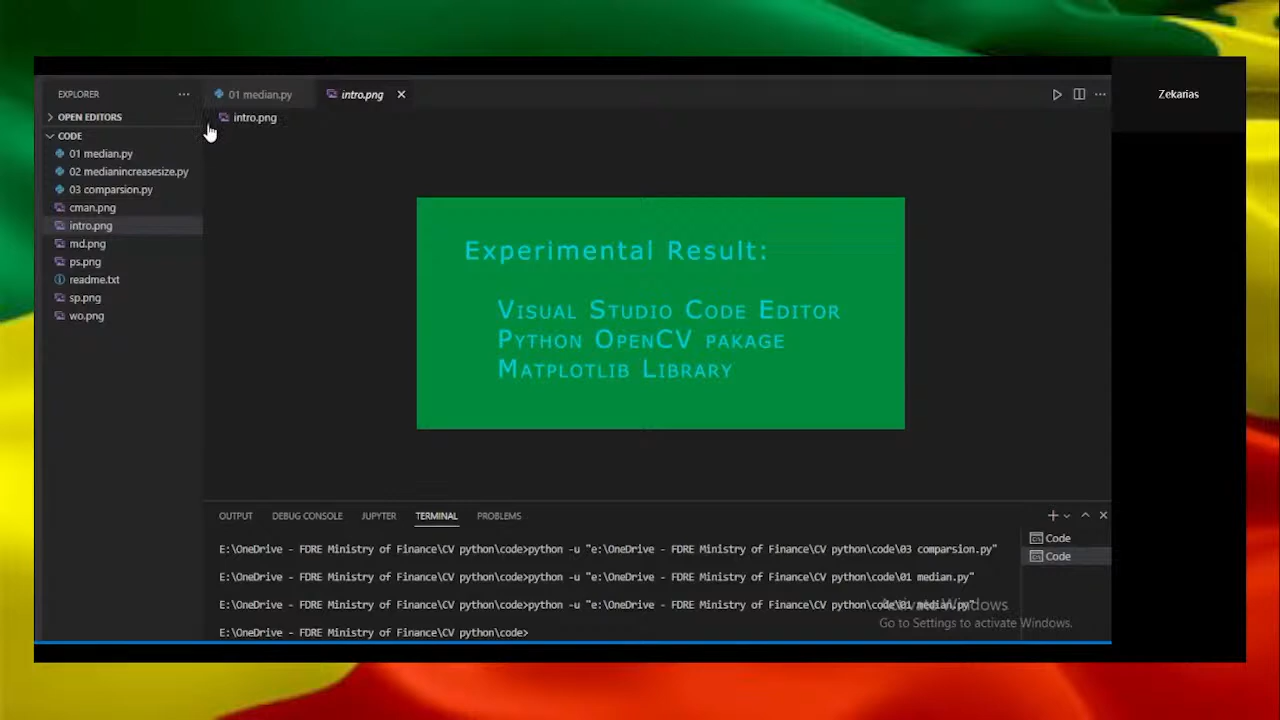 EXPLORER
01 median.py
intro.png
Zekarias
OPEN EDITORS
intro.png
CODE
01 median.py
02 medianincreasesize.py
03 comparsion.py
cman.png
intro.png
md.png
ps.png
readme.txt
sp.png
wo.png
Experimental Result:
Visual Studio Code Editor
Python OpenCV pakage
Matplotlib Library
OUTPUT DEBUG CONSOLE JUPYTER TERMINAL PROBLEMS
E:\OneDrive - FDRE Ministry of Finance\CV python\code>python -u "e:\OneDrive - FDRE Ministry of Finance\CV python\code\03 comparsion.py"
E:\OneDrive - FDRE Ministry of Finance\CV python\code>python -u "e:\OneDrive - FDRE Ministry of Finance\CV python\code\01 median.py"
E:\OneDrive - FDRE Ministry of Finance\CV python\code>python -u "e:\OneDrive - FDRE Ministry of Finance\CV python\code\01 median.py"
E:\OneDrive - FDRE Ministry of Finance\CV python\code>
Code
Code
Activate Windows
Go to Settings to activate Windows.